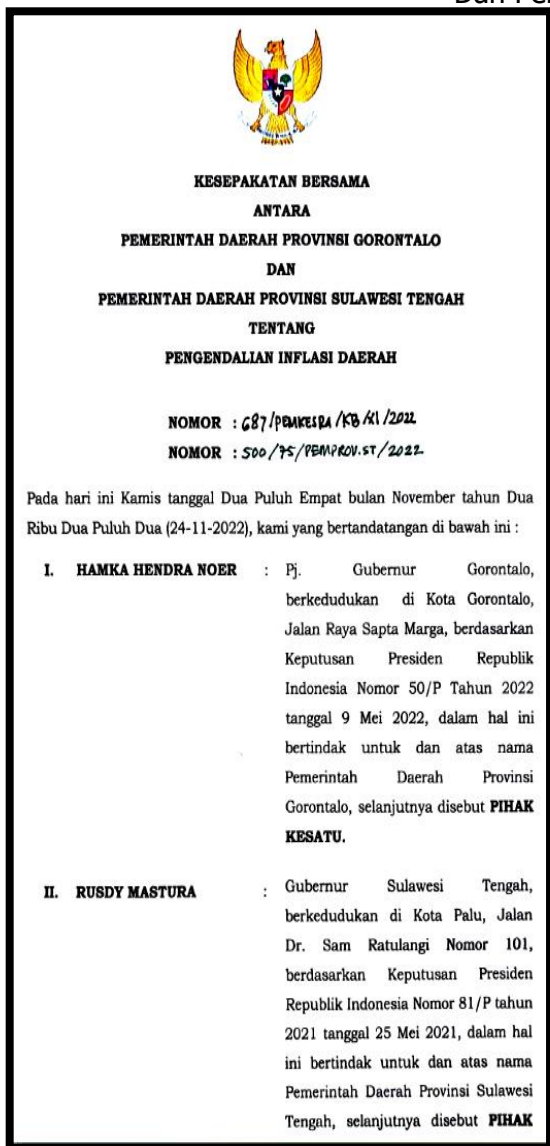 KESEPAKATAN BERSAMA
ANTARA
PEMERINTAH DAERAH PROVINSI GORONTALO
DAN
PEMERINTAH DAERAH PROVINSI SULAWESI TENGAH
TENTANG
PENGENDALIAN INFLASI DAERAH
NOMOR : 687/PEMKESRA/KB/XI/2022
NOMOR : 500/75/PEMPROV.ST/2022
Pada hari ini Kamis tanggal Dua Puluh Empat bulan November tahun Dua
Ribu Dua Puluh Dua (24-11-2022), kami yang bertandatangan di bawah ini :
I. HAMKA HENDRA NOER : Pj. Gubernur Gorontalo,
berkedudukan di Kota Gorontalo,
Jalan Raya Sapta Marga, berdasarkan
Keputusan Presiden Republik
Indonesia Nomor 50/P Tahun 2022
tanggal 9 Mei 2022, dalam hal ini
bertindak untuk dan atas nama
Pemerintah Daerah Provinsi
Gorontalo, selanjutnya disebut PIHAK
KESATU.
II. RUSDY MASTURA : Gubernur Sulawesi Tengah,
berkedudukan di Kota Palu, Jalan
Dr. Sam Ratulangi Nomor 101,
berdasarkan Keputusan Presiden
Republik Indonesia Nomor 81/P tahun
2021 tanggal 25 Mei 2021, dalam hal
ini bertindak untuk dan atas nama
Pemerintah Daerah Provinsi Sulawesi
Tengah, selanjutnya disebut PIHAK